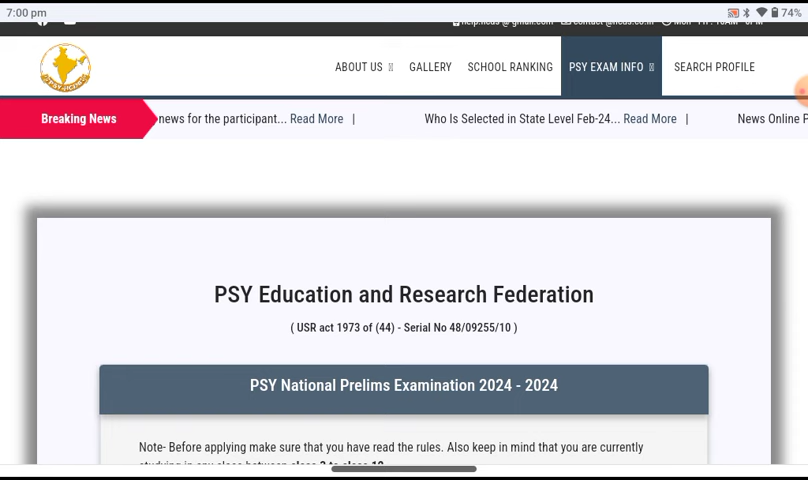 7:00 pm
74%
ABOUT US GALLERY SCHOOL RANKING PSY EXAM INFO SEARCH PROFILE
Breaking News news for the participant... Read More | Who Is Selected in State Level Feb-24... Read More | News Online P
PSY Education and Research Federation
( USR act 1973 of (44) - Serial No 48/09255/10 )
PSY National Prelims Examination 2024 - 2024
Note- Before applying make sure that you have read the rules. Also keep in mind that you are currently